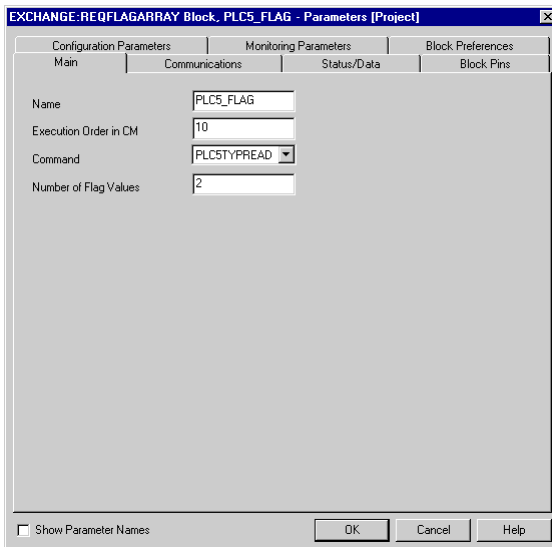 EXCHANGE:REQFLAGARRAY Block, PLC5_FLAG - Parameters [Project]
Configuration Parameters Monitoring Parameters Block Preferences
Main Communications Status/Data Block Pins
Name PLC5_FLAG
Execution Order in CM 10
Command PLC5TYPREAD
Number of Flag Values 2
Show Parameter Names OK Cancel Help